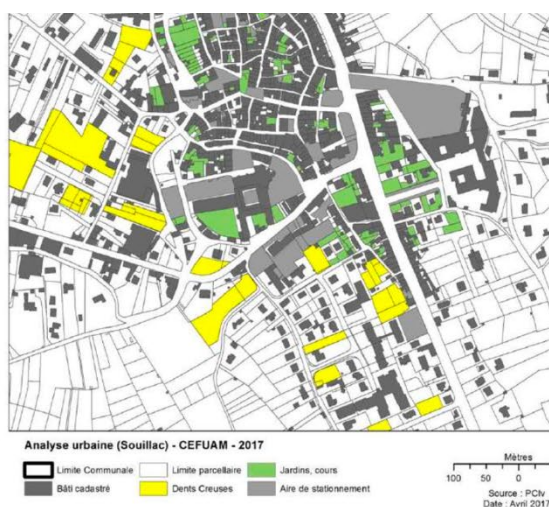 Analyse urbaine (Souillac) - CEFUAM - 2017
Limite Communale
Limite parcellaire
Jardins, cours
Bâti cadastré
Dents Creuses
Aire de stationnement
Mètres
100 50 0
Source : PCIv
Date : Avril 2017